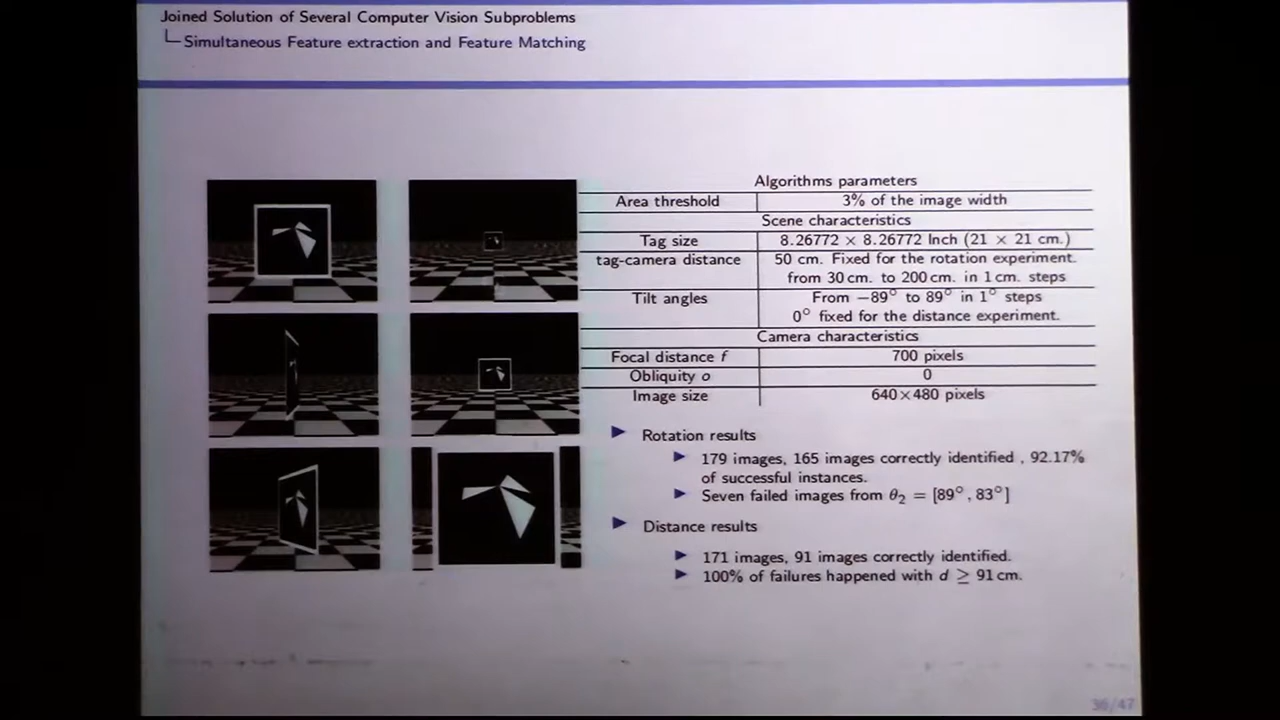 Joined Solution of Several Computer Vision Subproblems
Simultaneous Feature extraction and Feature Matching
Algorithms parameters
Area threshold 3% of the image width
Scene characteristics
Tag size 8.26772 × 8.26772 Inch (21 × 21 cm.)
tag-camera distance 50 cm. Fixed for the rotation experiment.
from 30 cm. to 200 cm. in 1 cm. steps
Tilt angles From −89° to 89° in 1° steps
0° fixed for the distance experiment.
Camera characteristics
Focal distance f 700 pixels
Obliquity o 0
Image size 640×480 pixels
Rotation results
179 images, 165 images correctly identified , 92.17%
of successful instances.
Seven failed images from θ₂ = [89°, 83°]
Distance results
171 images, 91 images correctly identified.
100% of failures happened with d ≥ 91 cm.
36/47